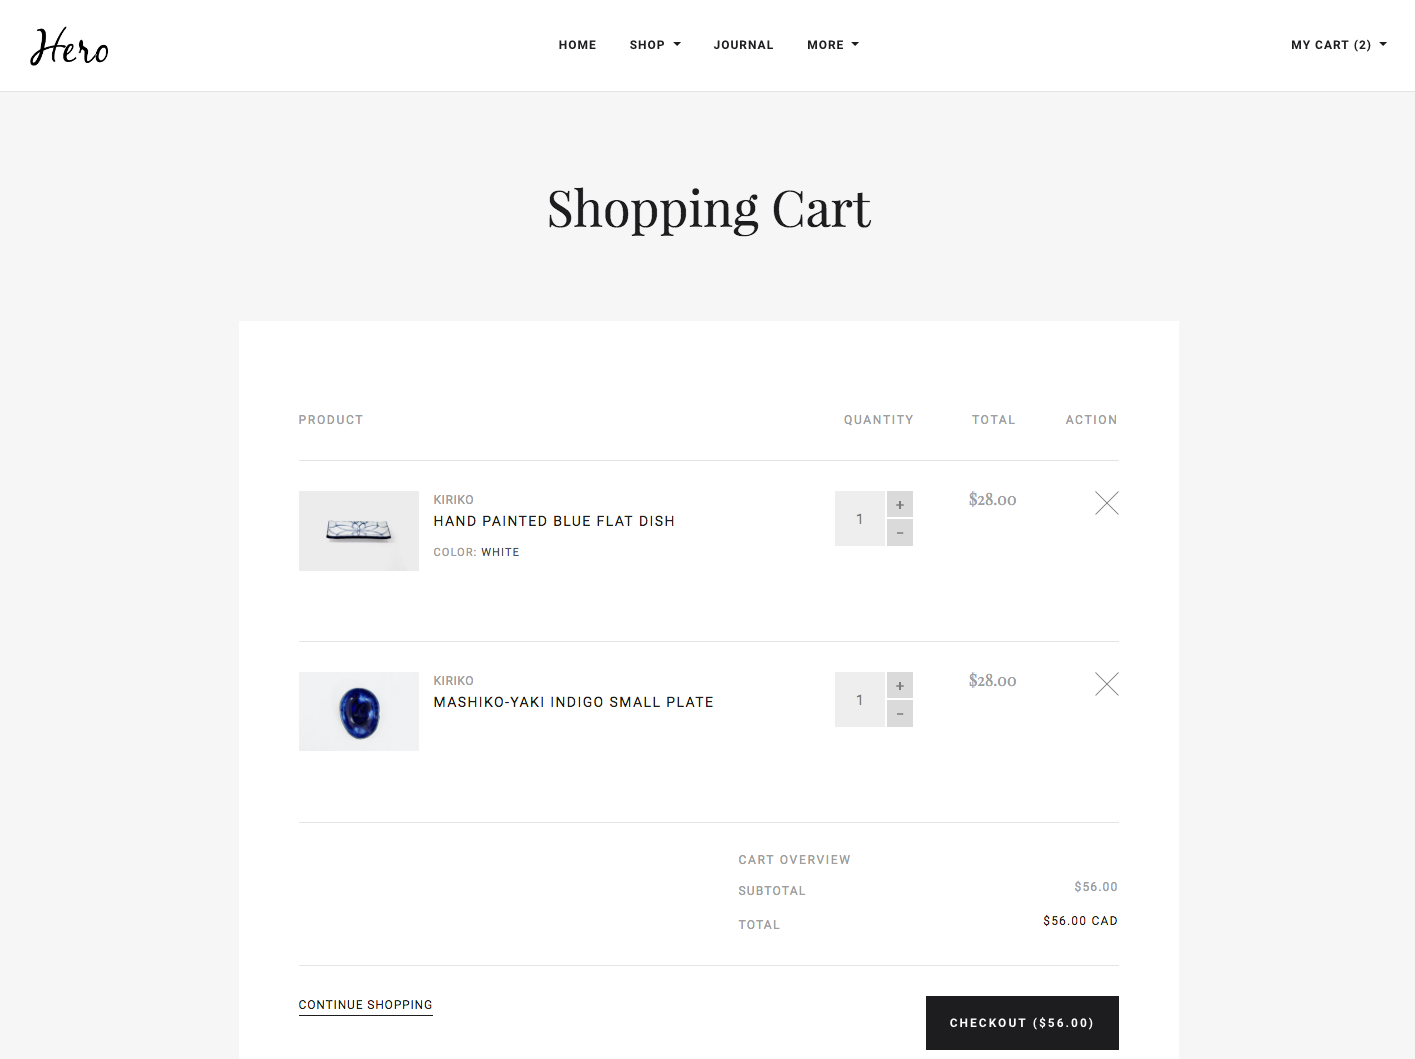 Hero
HOME SHOP JOURNAL MORE MY CART (2)
Shopping Cart
PRODUCT QUANTITY TOTAL ACTION
KIRIKO
HAND PAINTED BLUE FLAT DISH
COLOR: WHITE
1 + - $28.00
KIRIKO
MASHIKO-YAKI INDIGO SMALL PLATE
1 + - $28.00
CART OVERVIEW
SUBTOTAL $56.00
TOTAL $56.00 CAD
CONTINUE SHOPPING
CHECKOUT ($56.00)